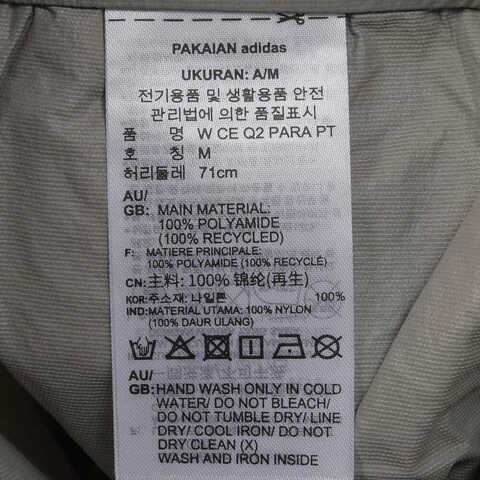 PAKAIAN adidas
UKURAN: A/M
전기용품 및 생활용품 안전
관리법에 의한 품질표시
품 명 W CE Q2 PARA PT
호 칭 M
허리둘레 71cm
AU/
GB: MAIN MATERIAL:
100% POLYAMIDE
(100% RECYCLED)
F: MATIERE PRINCIPALE:
100% POLYAMIDE (100% RECYCLÉ)
CN: 主料: 100% 锦纶(再生)
KOR: 주소재: 나일론 100%
IND: MATERIAL UTAMA: 100% NYLON
(100% DAUR ULANG)
AU/
GB: HAND WASH ONLY IN COLD
WATER/ DO NOT BLEACH/
DO NOT TUMBLE DRY/ LINE
DRY/ COOL IRON/ DO NOT
DRY CLEAN (X)
WASH AND IRON INSIDE